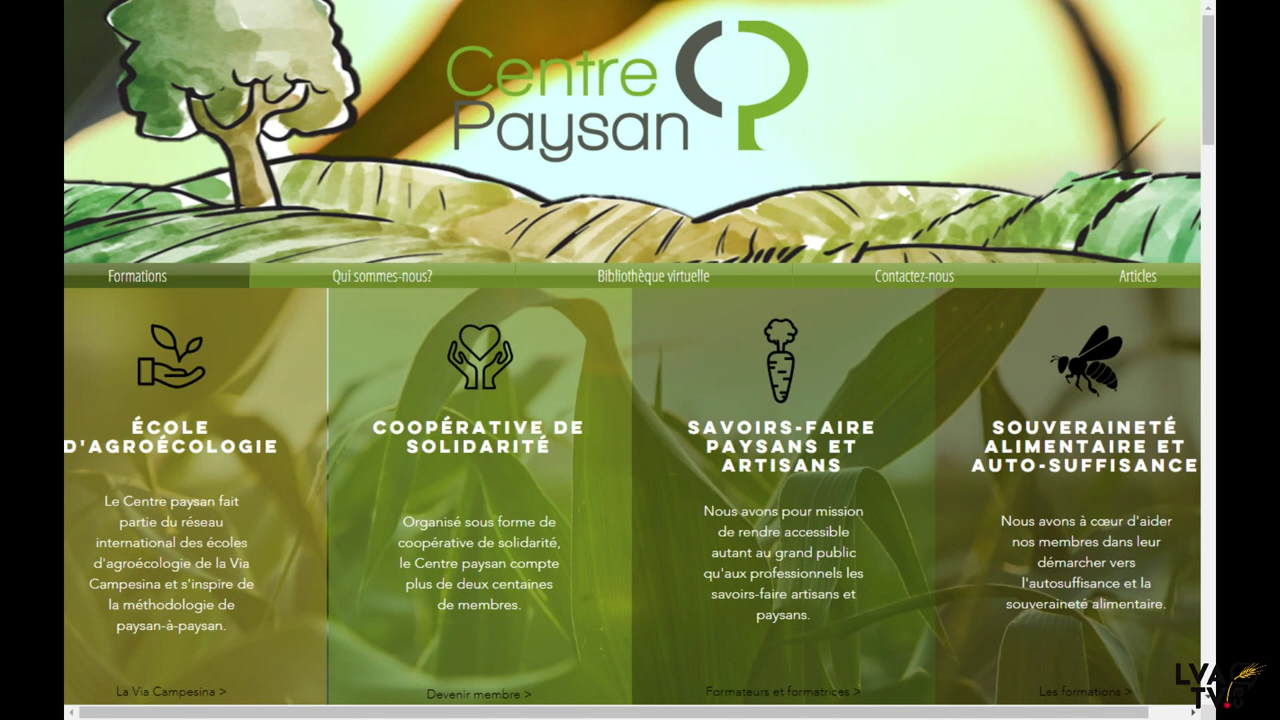 Centre
Paysan
Formations
Qui sommes-nous?
Bibliothèque virtuelle
Contactez-nous
Articles
ÉCOLE
D'AGROÉCOLOGIE
Le Centre paysan fait
partie du réseau
international des écoles
d'agroécologie de la Via
Campesina et s'inspire de
la méthodologie de
paysan-à-paysan.
La Via Campesina >
COOPÉRATIVE DE
SOLIDARITÉ
Organisé sous forme de
coopérative de solidarité,
le Centre paysan compte
plus de deux centaines
de membres.
Devenir membre >
SAVOIRS-FAIRE
PAYSANS ET
ARTISANS
Nous avons pour mission
de rendre accessible
autant au grand public
qu'aux professionnels les
savoirs-faire artisans et
paysans.
Formateurs et formatrices >
SOUVERAINETÉ
ALIMENTAIRE ET
AUTO-SUFFISANCE
Nous avons à cœur d'aider
nos membres dans leur
démarcher vers
l'autosuffisance et la
souveraineté alimentaire.
Les formations >
TV